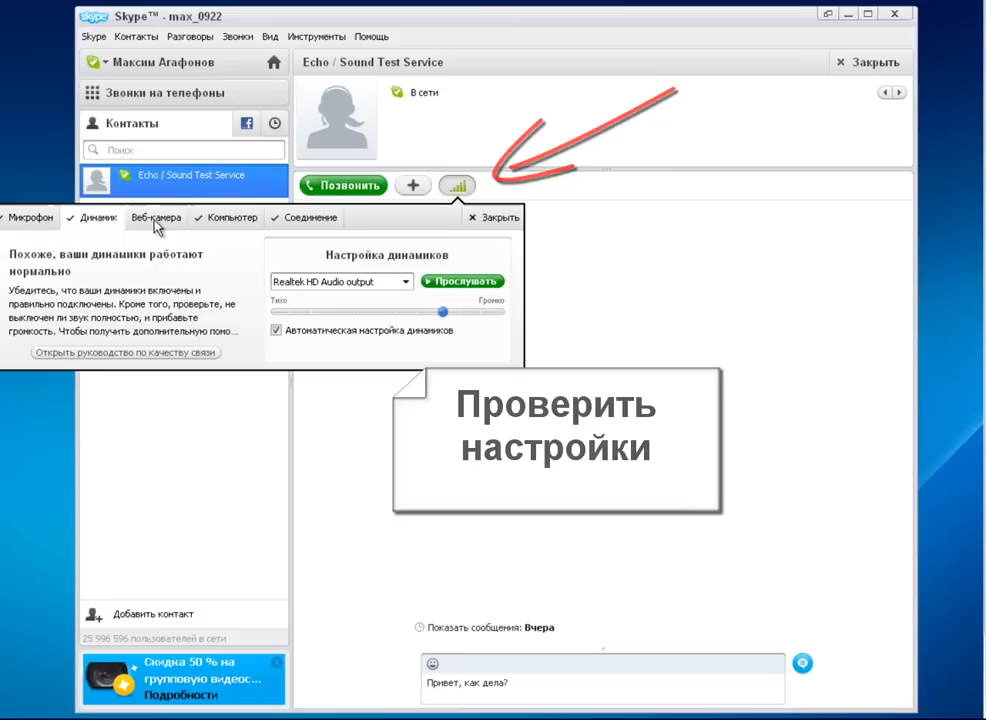 Skype™ - max_0922
Skype Контакты Разговоры Звонки Вид Инструменты Помощь
Максим Агафонов
Звонки на телефоны
Контакты
Поиск
Echo / Sound Test Service
Echo / Sound Test Service
Закрыть
В сети
Позвонить
Микрофон Динамик Веб-камера Компьютер Соединение Закрыть
Похоже, ваши динамики работают
нормально
Убедитесь, что ваши динамики включены и
правильно подключены. Кроме того, проверьте, не
выключен ли звук полностью, и прибавьте
громкость. Чтобы получить дополнительную помо...
Открыть руководство по качеству связи
Настройка динамиков
Realtek HD Audio output
Прослушать
Тихо Громко
Автоматическая настройка динамиков
Проверить
настройки
Добавить контакт
25 996 596 пользователей в сети
Скидка 50 % на
групповую видеос...
Подробности
Показать сообщения: Вчера
Привет, как дела?